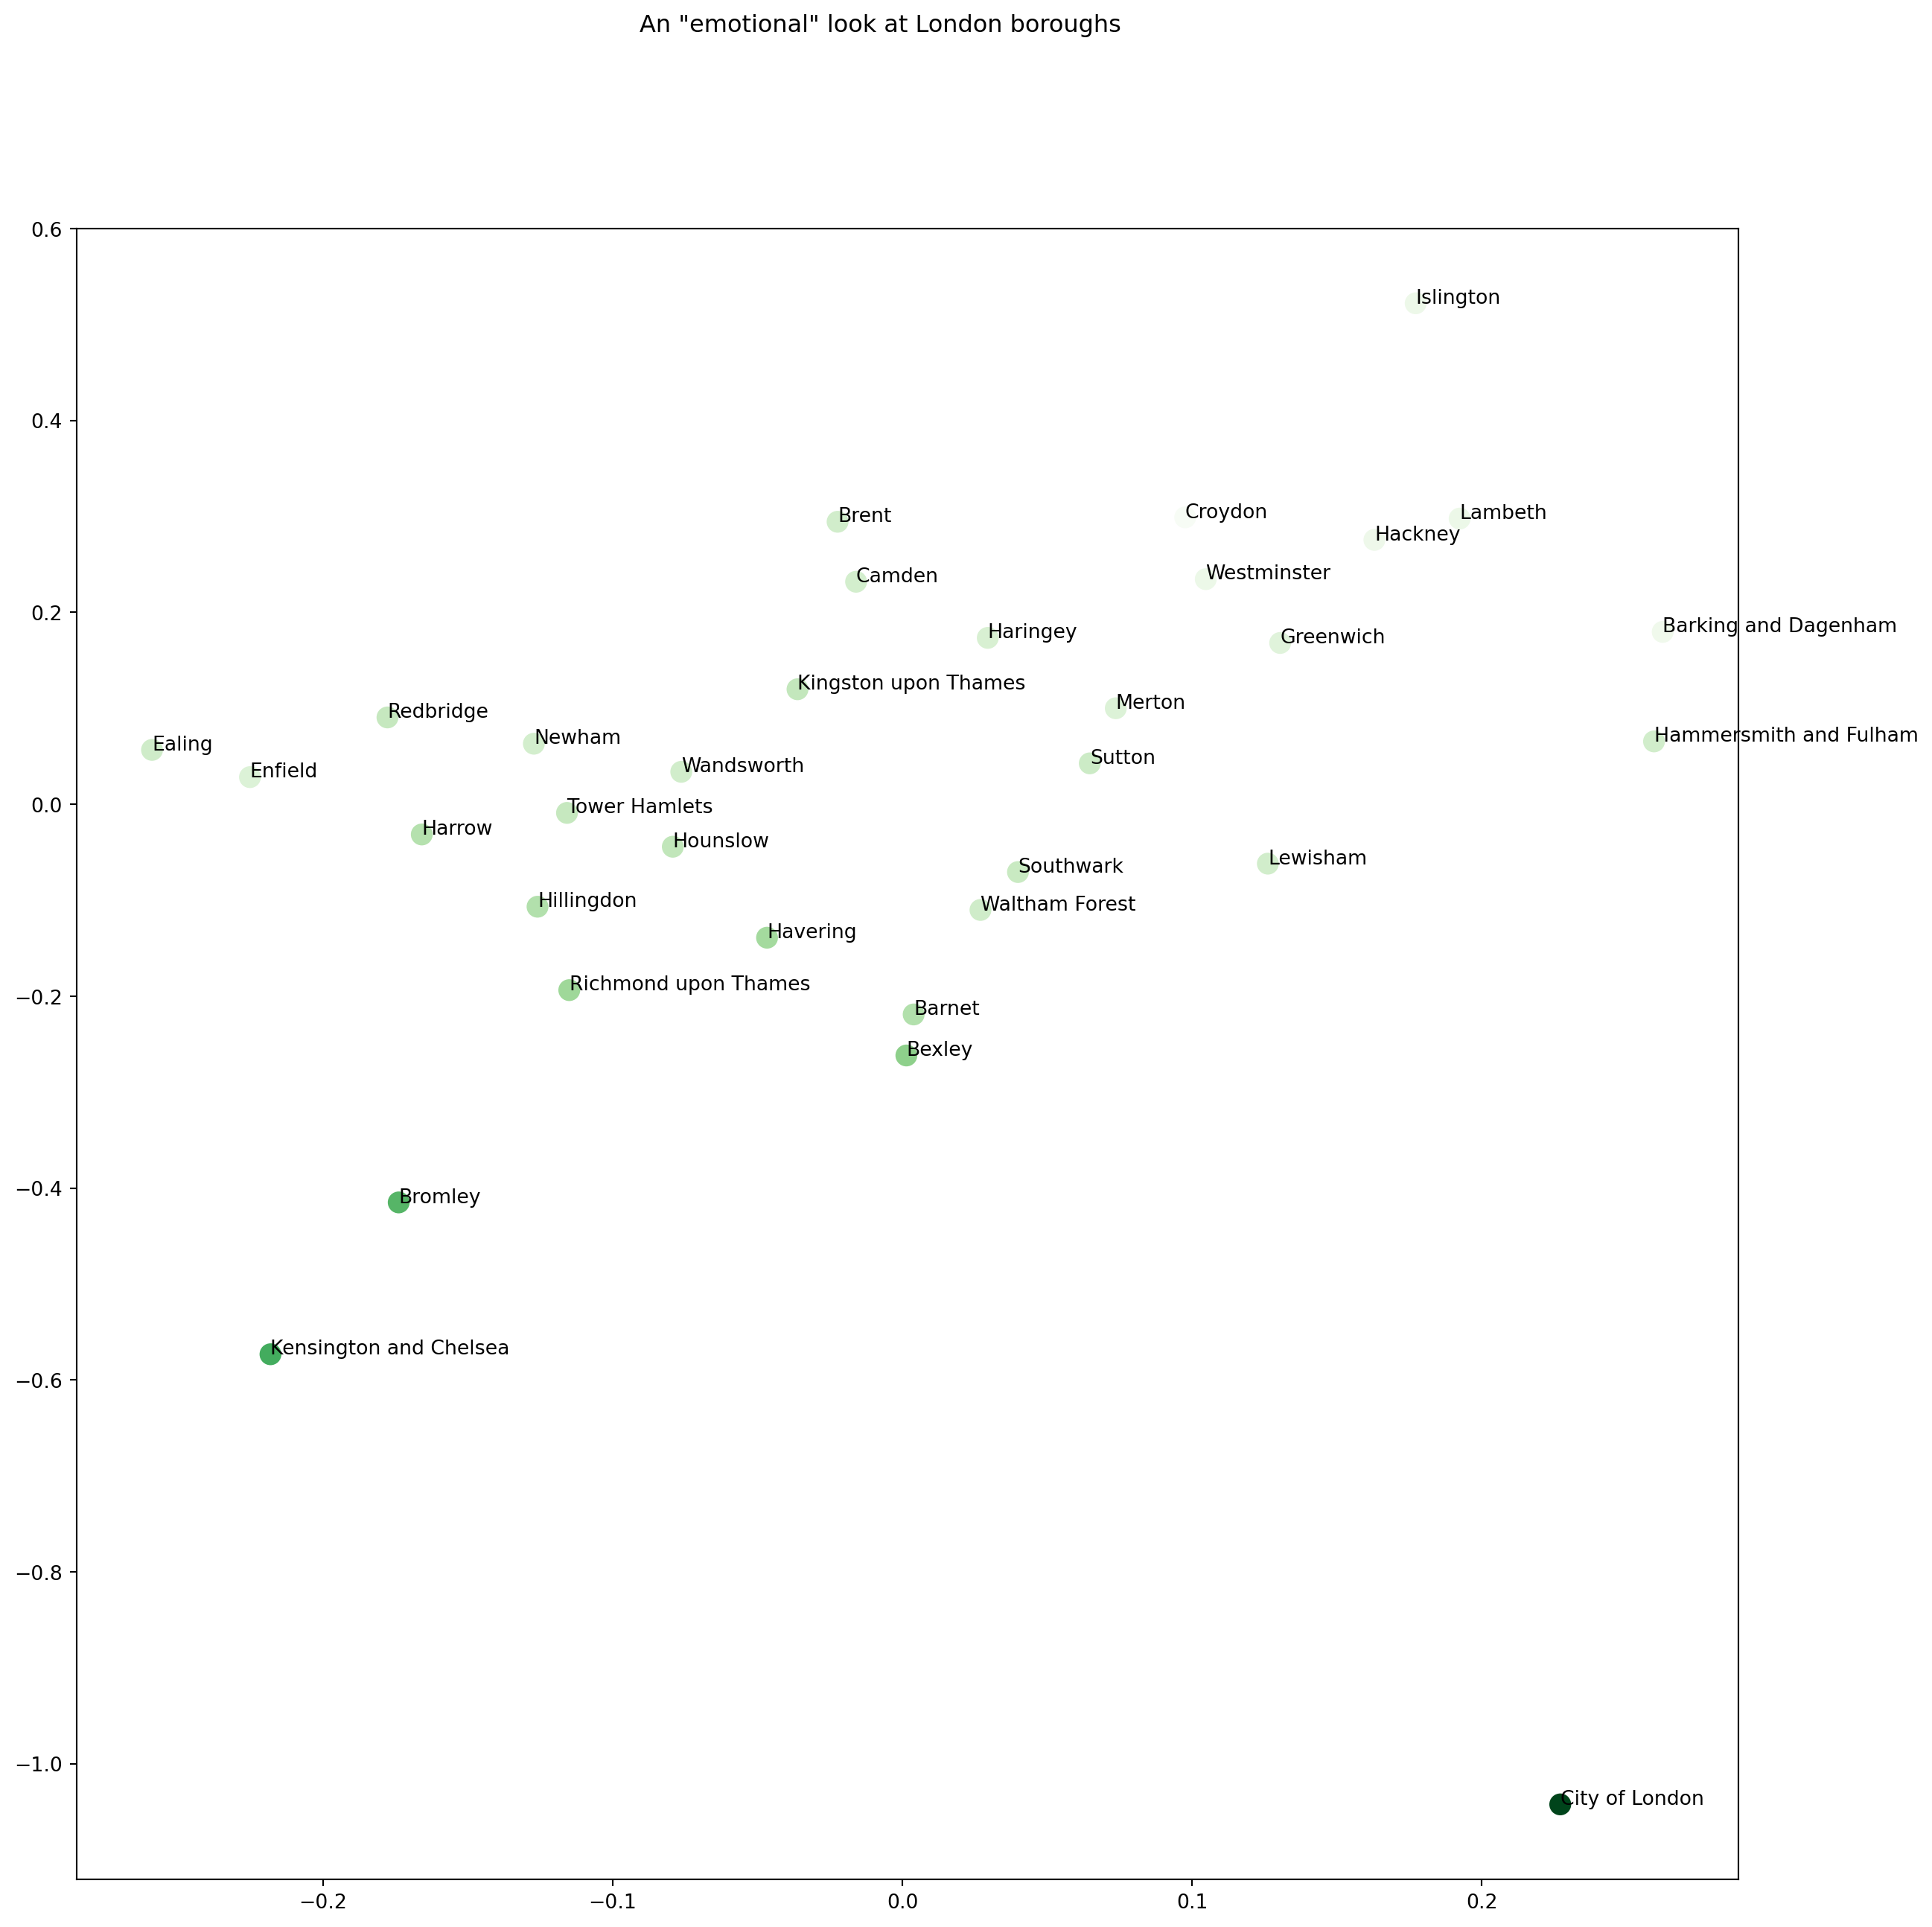 An "emotional" look at London boroughs
0.6
Islington
0.4
Brent
Croydon
Lambeth
Hackney
Camden
Westminster
0.2
Haringey
Greenwich
Barking and Dagenham
Kingston upon Thames
Merton
Redbridge
Newham
Hammersmith and Fulham
Ealing
Enfield
Wandsworth
Sutton
0.0
Tower Hamlets
Harrow
Hounslow
Southwark
Lewisham
Hillingdon
Waltham Forest
Havering
−0.2
Richmond upon Thames
Barnet
Bexley
−0.4
Bromley
Kensington and Chelsea
−0.6
−0.8
−1.0
City of London
−0.2
−0.1
0.0
0.1
0.2